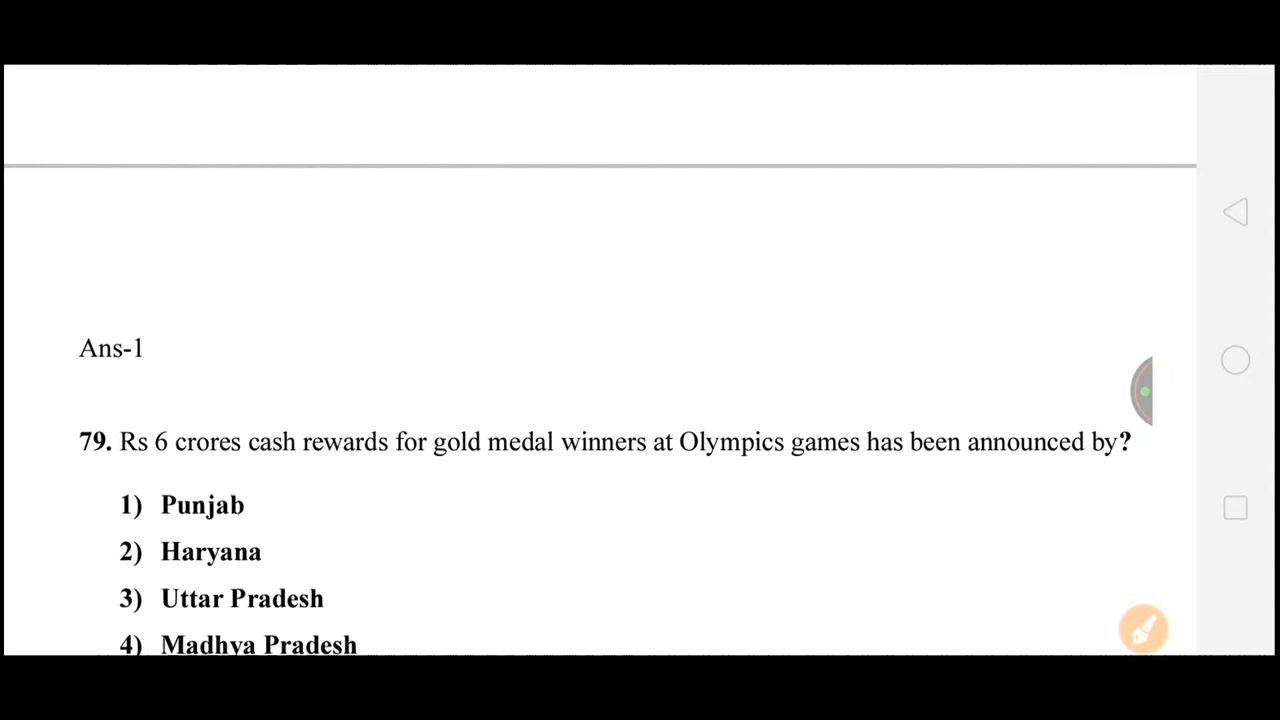 Ans-1
79. Rs 6 crores cash rewards for gold medal winners at Olympics games has been announced by?
1) Punjab
2) Haryana
3) Uttar Pradesh
4) Madhya Pradesh